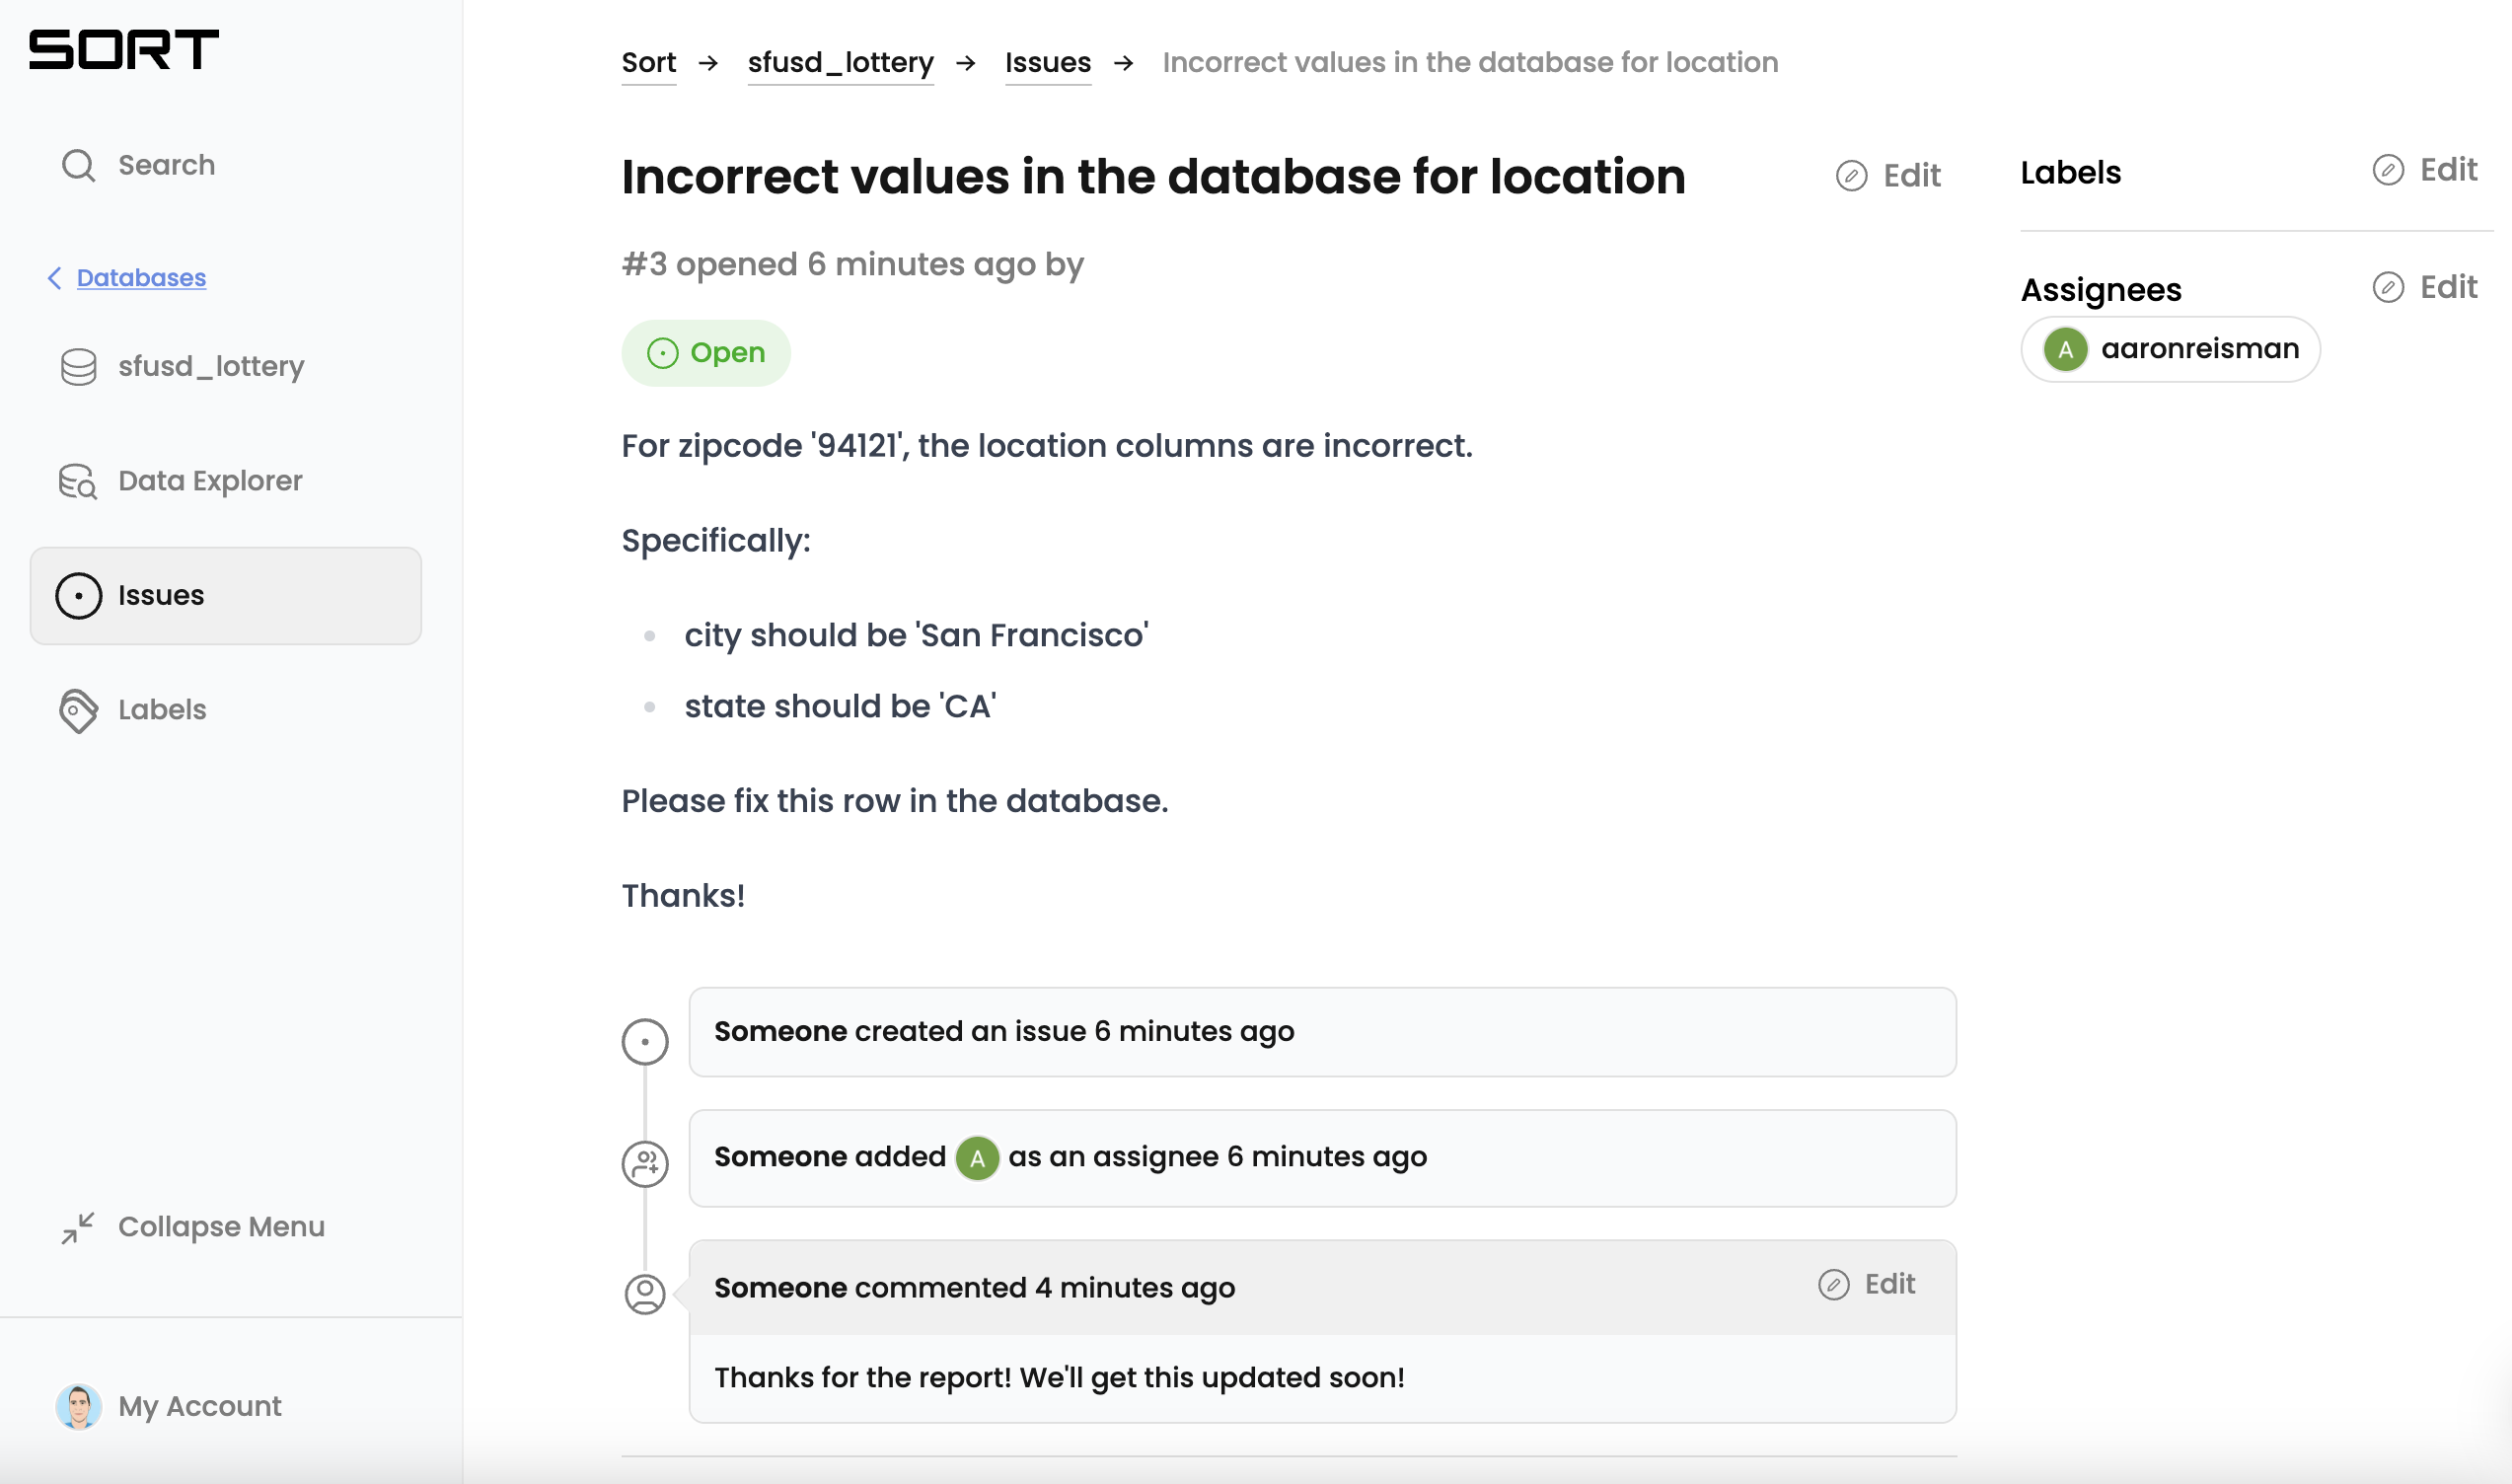 SORT
Search
Databases
sfusd_lottery
Data Explorer
Issues
Labels
Collapse Menu
My Account
Sort → sfusd_lottery → Issues → Incorrect values in the database for location
Incorrect values in the database for location
Edit
#3 opened 6 minutes ago by
Open
For zipcode '94121', the location columns are incorrect.
Specifically:
• city should be 'San Francisco'
• state should be 'CA'
Please fix this row in the database.
Thanks!
Someone created an issue 6 minutes ago
Someone added A as an assignee 6 minutes ago
Someone commented 4 minutes ago
Edit
Thanks for the report! We'll get this updated soon!
Labels
Edit
Assignees
Edit
A aaronreisman